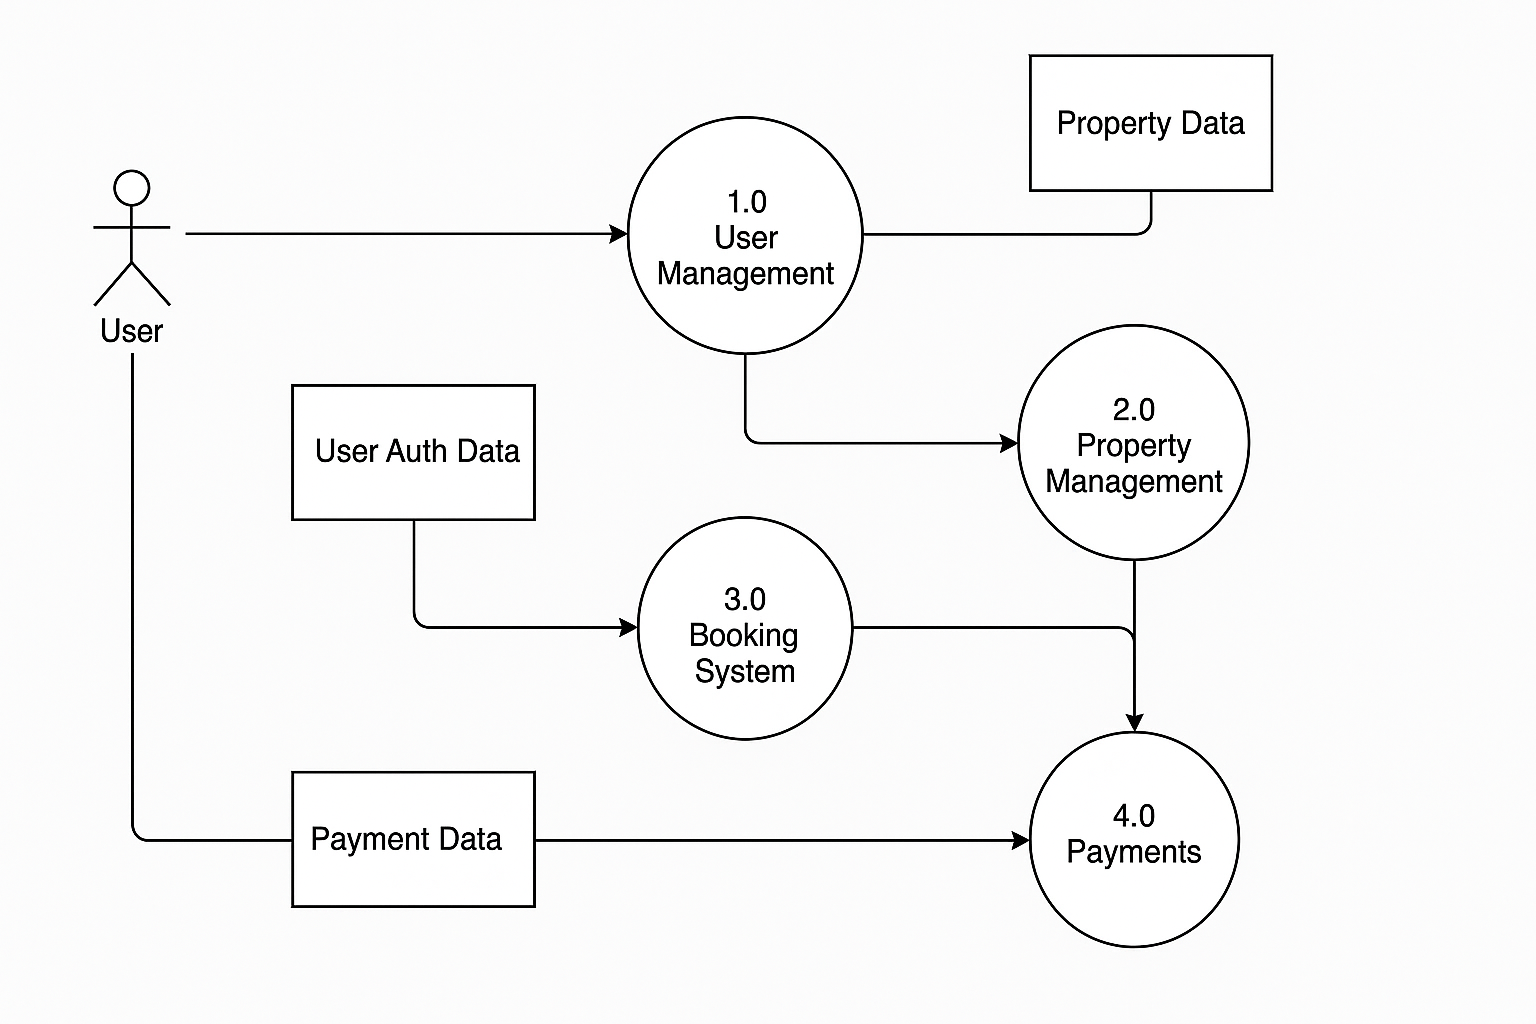 Property Data
1.0
User
Management
User
2.0
Property
Management
User Auth Data
3.0
Booking
System
Payment Data
4.0
Payments